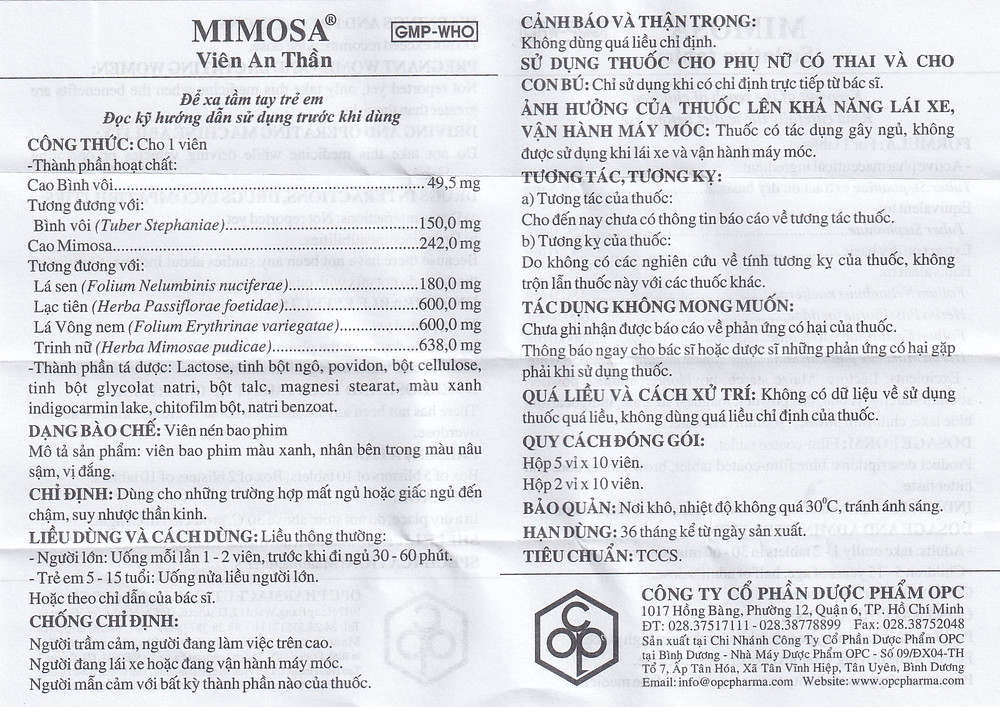 MIMOSA®
GMP-WHO
Viên An Thần
Để xa tầm tay trẻ em
Đọc kỹ hướng dẫn sử dụng trước khi dùng
CÔNG THỨC: Cho 1 viên
-Thành phần hoạt chất:
Cao Bình vôi...49,5 mg
Tương đương với:
Bình vôi (Tuber Stephaniae)...150,0 mg
Cao Mimosa...242,0 mg
Tương đương với:
Lá sen (Folium Nelumbinis nuciferae)...180,0 mg
Lạc tiên (Herba Passiflorae foetidae)...600,0 mg
Lá Vông nem (Folium Erythrinae variegatae)...600,0 mg
Trinh nữ (Herba Mimosae pudicae)...638,0 mg
-Thành phần tá dược: Lactose, tinh bột ngô, povidon, bột cellulose,
tinh bột glycolat natri, bột talc, magnesi stearat, màu xanh
indigocarmin lake, chitofilm bột, natri benzoat.
DẠNG BÀO CHẾ: Viên nén bao phim
Mô tả sản phẩm: viên bao phim màu xanh, nhân bên trong màu nâu
sậm, vị đắng.
CHỈ ĐỊNH: Dùng cho những trường hợp mất ngủ hoặc giấc ngủ đến
chậm, suy nhược thần kinh.
LIỀU DÙNG VÀ CÁCH DÙNG: Liều thông thường:
- Người lớn: Uống mỗi lần 1 - 2 viên, trước khi đi ngủ 30 - 60 phút.
- Trẻ em 5 - 15 tuổi: Uống nửa liều người lớn.
Hoặc theo chỉ dẫn của bác sĩ.
CHỐNG CHỈ ĐỊNH:
Người trầm cảm, người đang làm việc trên cao.
Người đang lái xe hoặc đang vận hành máy móc.
Người mẫn cảm với bất kỳ thành phần nào của thuốc.
CẢNH BÁO VÀ THẬN TRỌNG:
Không dùng quá liều chỉ định.
SỬ DỤNG THUỐC CHO PHỤ NỮ CÓ THAI VÀ CHO
CON BÚ: Chỉ sử dụng khi có chỉ định trực tiếp từ bác sĩ.
ẢNH HƯỞNG CỦA THUỐC LÊN KHẢ NĂNG LÁI XE,
VẬN HÀNH MÁY MÓC: Thuốc có tác dụng gây ngủ, không
được sử dụng khi lái xe và vận hành máy móc.
TƯƠNG TÁC, TƯƠNG KỴ:
a) Tương tác của thuốc:
Cho đến nay chưa có thông tin báo cáo về tương tác thuốc.
b) Tương kỵ của thuốc:
Do không có các nghiên cứu về tính tương kỵ của thuốc, không
trộn lẫn thuốc này với các thuốc khác.
TÁC DỤNG KHÔNG MONG MUỐN:
Chưa ghi nhận được báo cáo về phản ứng có hại của thuốc.
Thông báo ngay cho bác sĩ hoặc dược sĩ những phản ứng có hại gặp
phải khi sử dụng thuốc.
QUÁ LIỀU VÀ CÁCH XỬ TRÍ: Không có dữ liệu về sử dụng
thuốc quá liều, không dùng quá liều chỉ định của thuốc.
QUY CÁCH ĐÓNG GÓI:
Hộp 5 vỉ x 10 viên.
Hộp 2 vỉ x 10 viên.
BẢO QUẢN: Nơi khô, nhiệt độ không quá 30°C, tránh ánh sáng.
HẠN DÙNG: 36 tháng kể từ ngày sản xuất.
TIÊU CHUẨN: TCCS.
OPC
CÔNG TY CỔ PHẦN DƯỢC PHẨM OPC
1017 Hồng Bàng, Phường 12, Quận 6, TP. Hồ Chí Minh
ĐT: 028.37517111 - 028.38778899 Fax: 028.38752048
Sản xuất tại Chi Nhánh Công Ty Cổ Phần Dược Phẩm OPC
tại Bình Dương - Nhà Máy Dược Phẩm OPC - Số 09/ĐX04-TH
Tổ 7, Ấp Tân Hóa, Xã Tân Vĩnh Hiệp, Tân Uyên, Bình Dương
Email: info@opcpharma.com Website: www.opcpharma.com